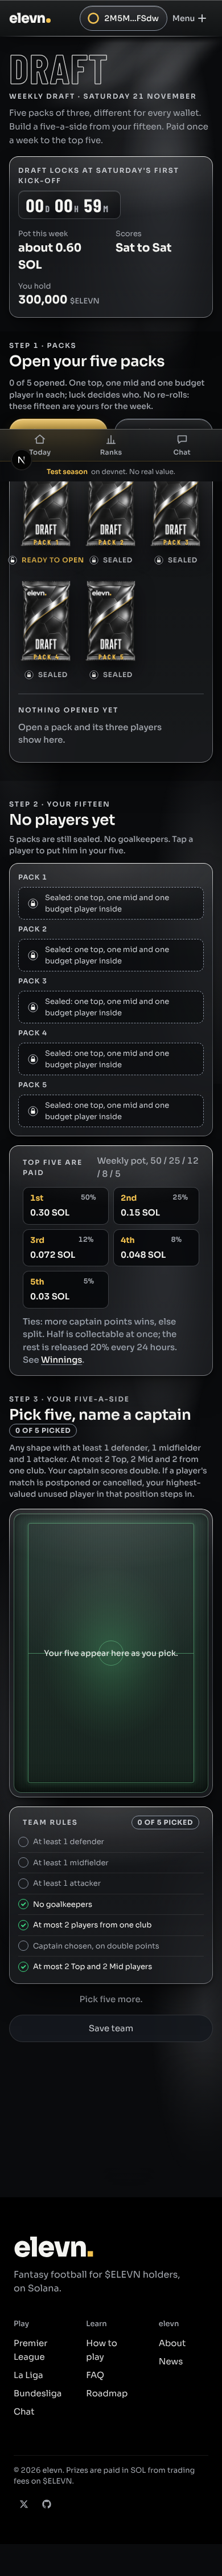 elevn.
2M5M...FSdw
Menu
DRAFT
WEEKLY DRAFT · SATURDAY 21 NOVEMBER
Five packs of three, different for every wallet.
Build a five-a-side from your fifteen. Paid once
a week to the top five.
DRAFT LOCKS AT SATURDAY'S FIRST
KICK-OFF
00D 00H 59M
Pot this week
Scores
about 0.60
SOL
Sat to Sat
You hold
300,000 $ELEVN
STEP 1 · PACKS
Open your five packs
0 of 5 opened. One top, one mid and one budget
player in each; luck decides who. No re-rolls:
these fifteen are yours for the week.
Today
Ranks
Chat
N
Test season on devnet. No real value.
DRAFT
PACK 1
DRAFT
PACK 2
DRAFT
PACK 3
READY TO OPEN
SEALED
SEALED
elevn.
DRAFT
PACK 4
elevn.
DRAFT
PACK 5
SEALED
SEALED
NOTHING OPENED YET
Open a pack and its three players
show here.
STEP 2 · YOUR FIFTEEN
No players yet
5 packs are still sealed. No goalkeepers. Tap a
player to put him in your five.
PACK 1
Sealed: one top, one mid and one
budget player inside
PACK 2
Sealed: one top, one mid and one
budget player inside
PACK 3
Sealed: one top, one mid and one
budget player inside
PACK 4
Sealed: one top, one mid and one
budget player inside
PACK 5
Sealed: one top, one mid and one
budget player inside
TOP FIVE ARE
PAID
Weekly pot, 50 / 25 / 12
/ 8 / 5
1st 50%
0.30 SOL
2nd 25%
0.15 SOL
3rd 12%
0.072 SOL
4th 8%
0.048 SOL
5th 5%
0.03 SOL
Ties: more captain points wins, else
split. Half is collectable at once; the
rest is released 20% every 24 hours.
See Winnings.
STEP 3 · YOUR FIVE-A-SIDE
Pick five, name a captain
0 OF 5 PICKED
Any shape with at least 1 defender, 1 midfielder
and 1 attacker. At most 2 Top, 2 Mid and 2 from
one club. Your captain scores double. If a player's
match is postponed or cancelled, your highest-
valued unused player in that position steps in.
Your five appear here as you pick.
TEAM RULES
0 OF 5 PICKED
At least 1 defender
At least 1 midfielder
At least 1 attacker
No goalkeepers
At most 2 players from one club
Captain chosen, on double points
At most 2 Top and 2 Mid players
Pick five more.
Save team
elevn.
Fantasy football for $ELEVN holders,
on Solana.
Play
Learn
elevn
Premier
League
La Liga
Bundesliga
Chat
How to
play
FAQ
Roadmap
About
News
© 2026 elevn. Prizes are paid in SOL from trading
fees on $ELEVN.